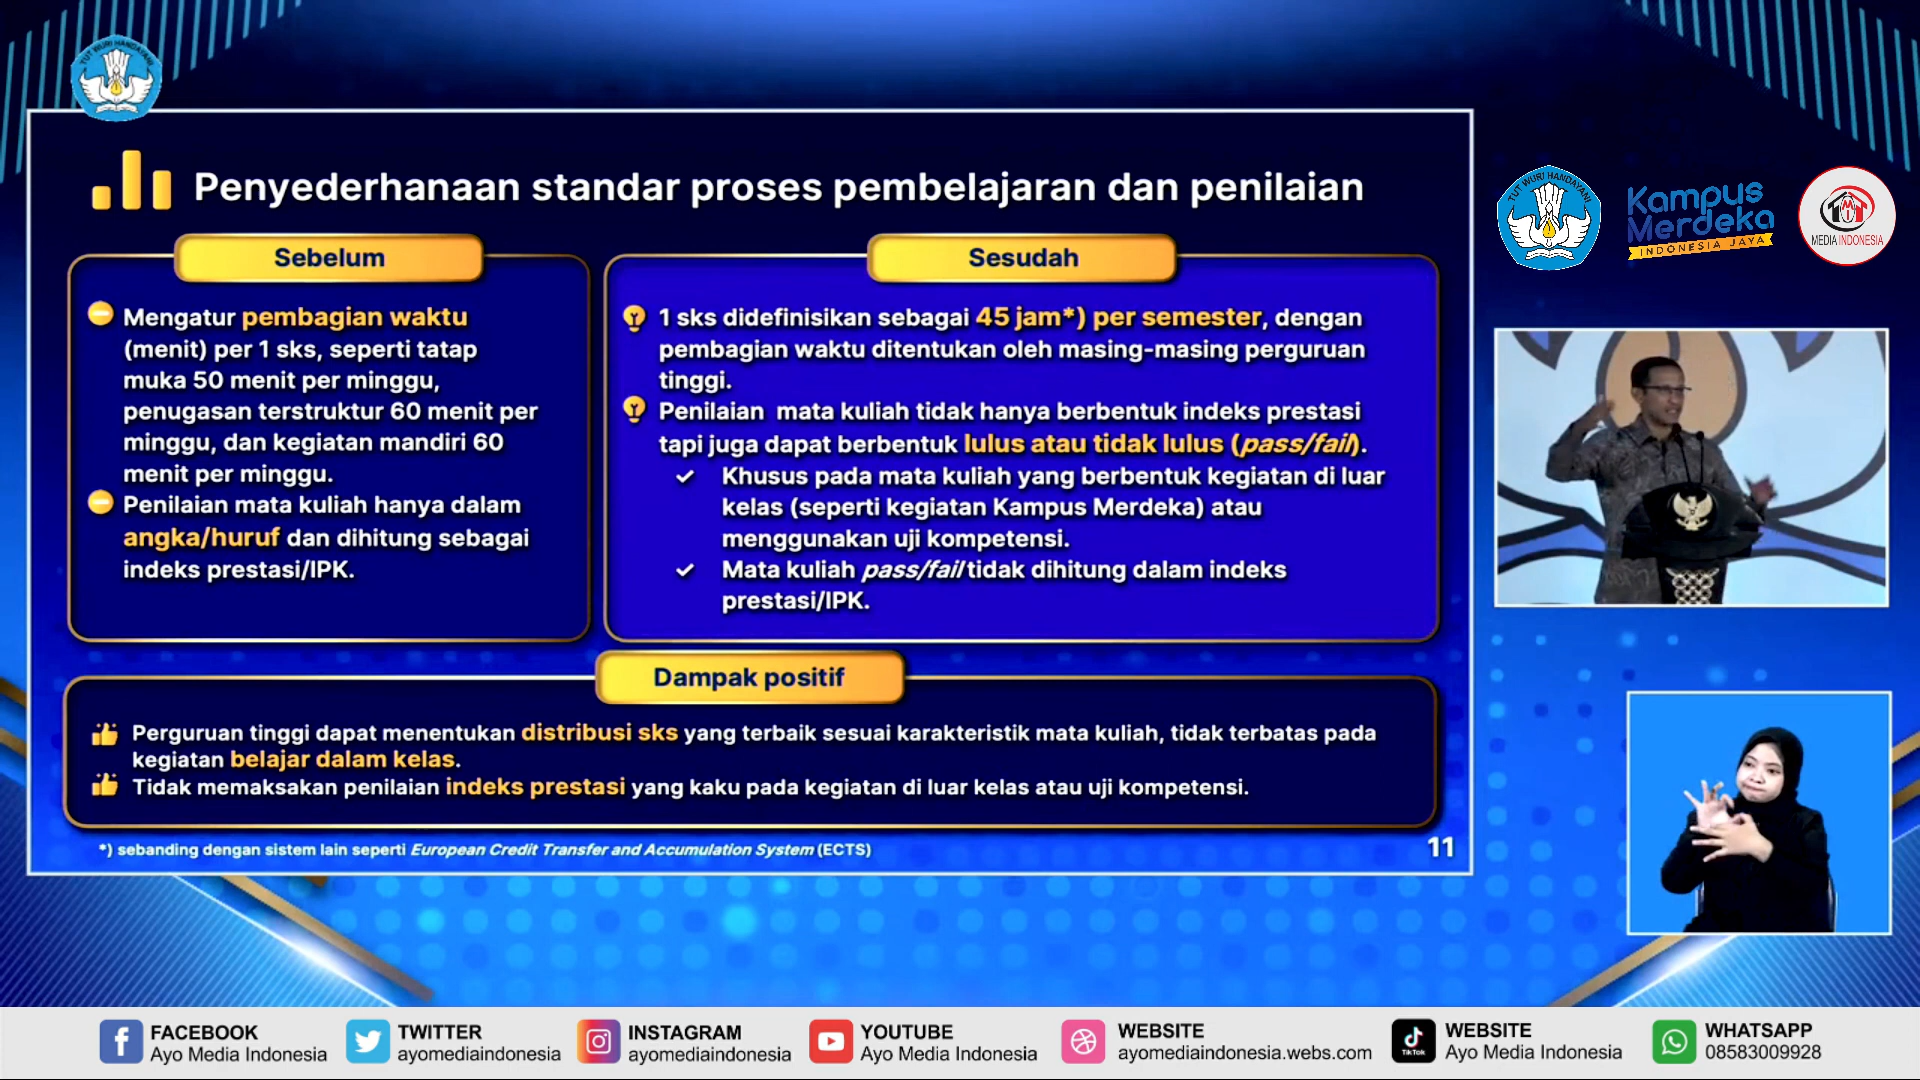 TUT WURI HANDAYANI
Penyederhanaan standar proses pembelajaran dan penilaian
Sebelum
Mengatur pembagian waktu
(menit) per 1 sks, seperti tatap
muka 50 menit per minggu,
penugasan terstruktur 60 menit per
minggu, dan kegiatan mandiri 60
menit per minggu.
Penilaian mata kuliah hanya dalam
angka/huruf dan dihitung sebagai
indeks prestasi/IPK.
Sesudah
1 sks didefinisikan sebagai 45 jam*) per semester, dengan
pembagian waktu ditentukan oleh masing-masing perguruan
tinggi.
Penilaian mata kuliah tidak hanya berbentuk indeks prestasi
tapi juga dapat berbentuk lulus atau tidak lulus (pass/fail).
Khusus pada mata kuliah yang berbentuk kegiatan di luar
kelas (seperti kegiatan Kampus Merdeka) atau
menggunakan uji kompetensi.
Mata kuliah pass/fail tidak dihitung dalam indeks
prestasi/IPK.
Dampak positif
Perguruan tinggi dapat menentukan distribusi sks yang terbaik sesuai karakteristik mata kuliah, tidak terbatas pada
kegiatan belajar dalam kelas.
Tidak memaksakan penilaian indeks prestasi yang kaku pada kegiatan di luar kelas atau uji kompetensi.
*) sebanding dengan sistem lain seperti European Credit Transfer and Accumulation System (ECTS)
11
TUT WURI HANDAYANI
Kampus
Merdeka
INDONESIA JAYA
MEDIA INDONESIA
FACEBOOK
Ayo Media Indonesia
TWITTER
ayomediaindonesia
INSTAGRAM
ayomediaindonesia
YOUTUBE
Ayo Media Indonesia
WEBSITE
ayomediaindonesia.webs.com
TikTok
WEBSITE
Ayo Media Indonesia
WHATSAPP
08583009928